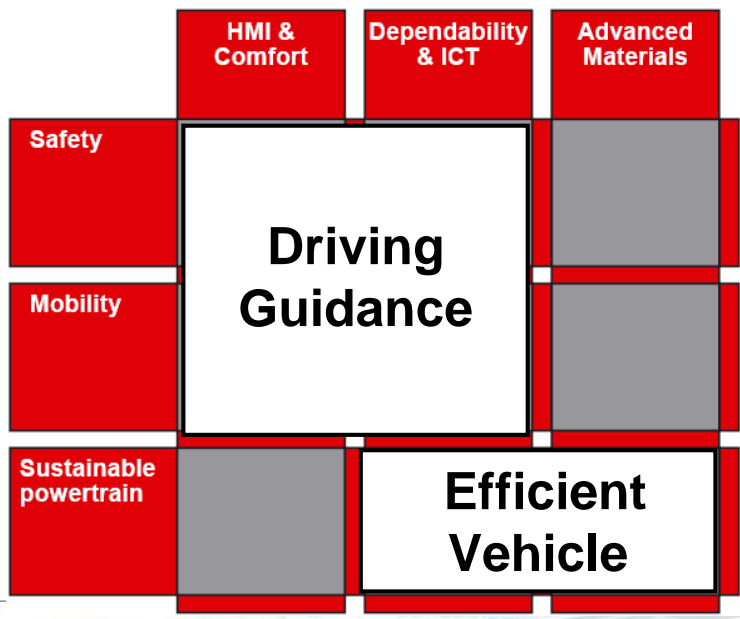 HMI &
Comfort
Dependability
& ICT
Advanced
Materials
Safety
Driving
Guidance
Mobility
Sustainable
powertrain
Efficient
Vehicle